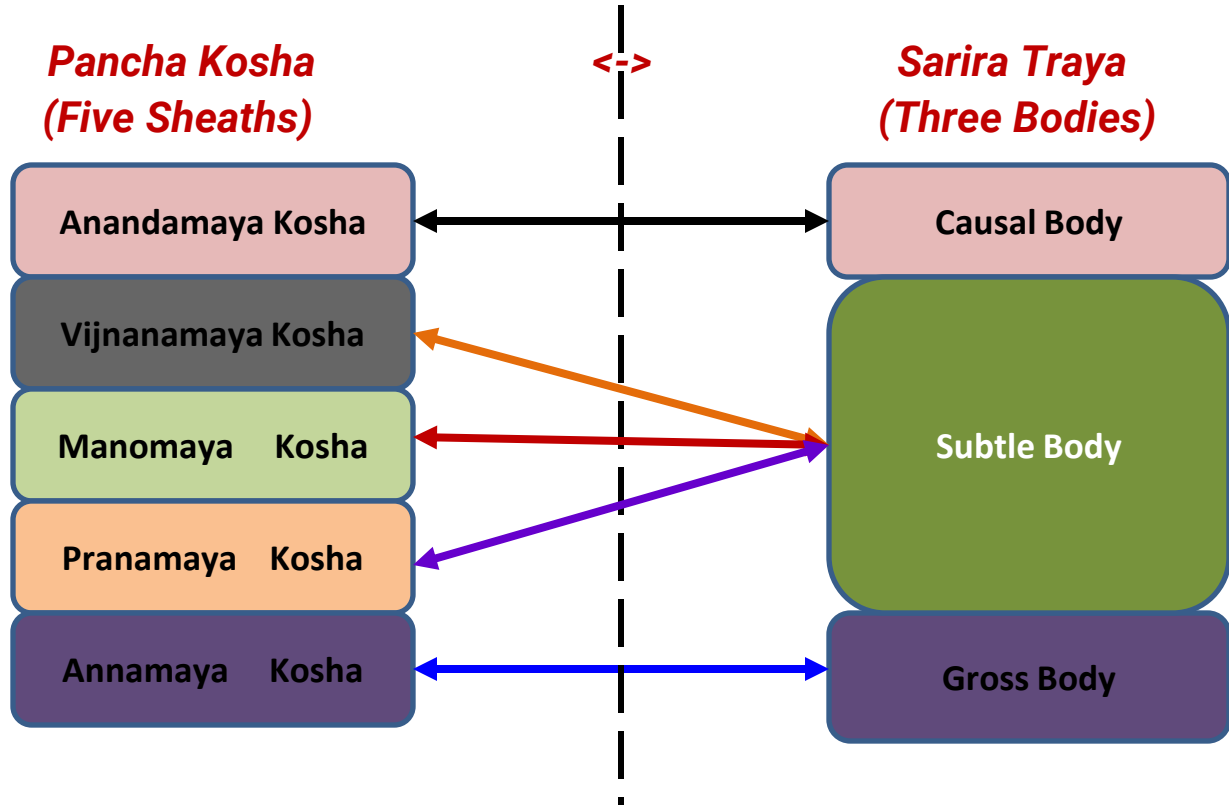 Pancha Kosha
(Five Sheaths)
<->
Sarira Traya
(Three Bodies)
Anandamaya Kosha
Vijnanamaya Kosha
Manomaya Kosha
Pranamaya Kosha
Annamaya Kosha
Causal Body
Subtle Body
Gross Body